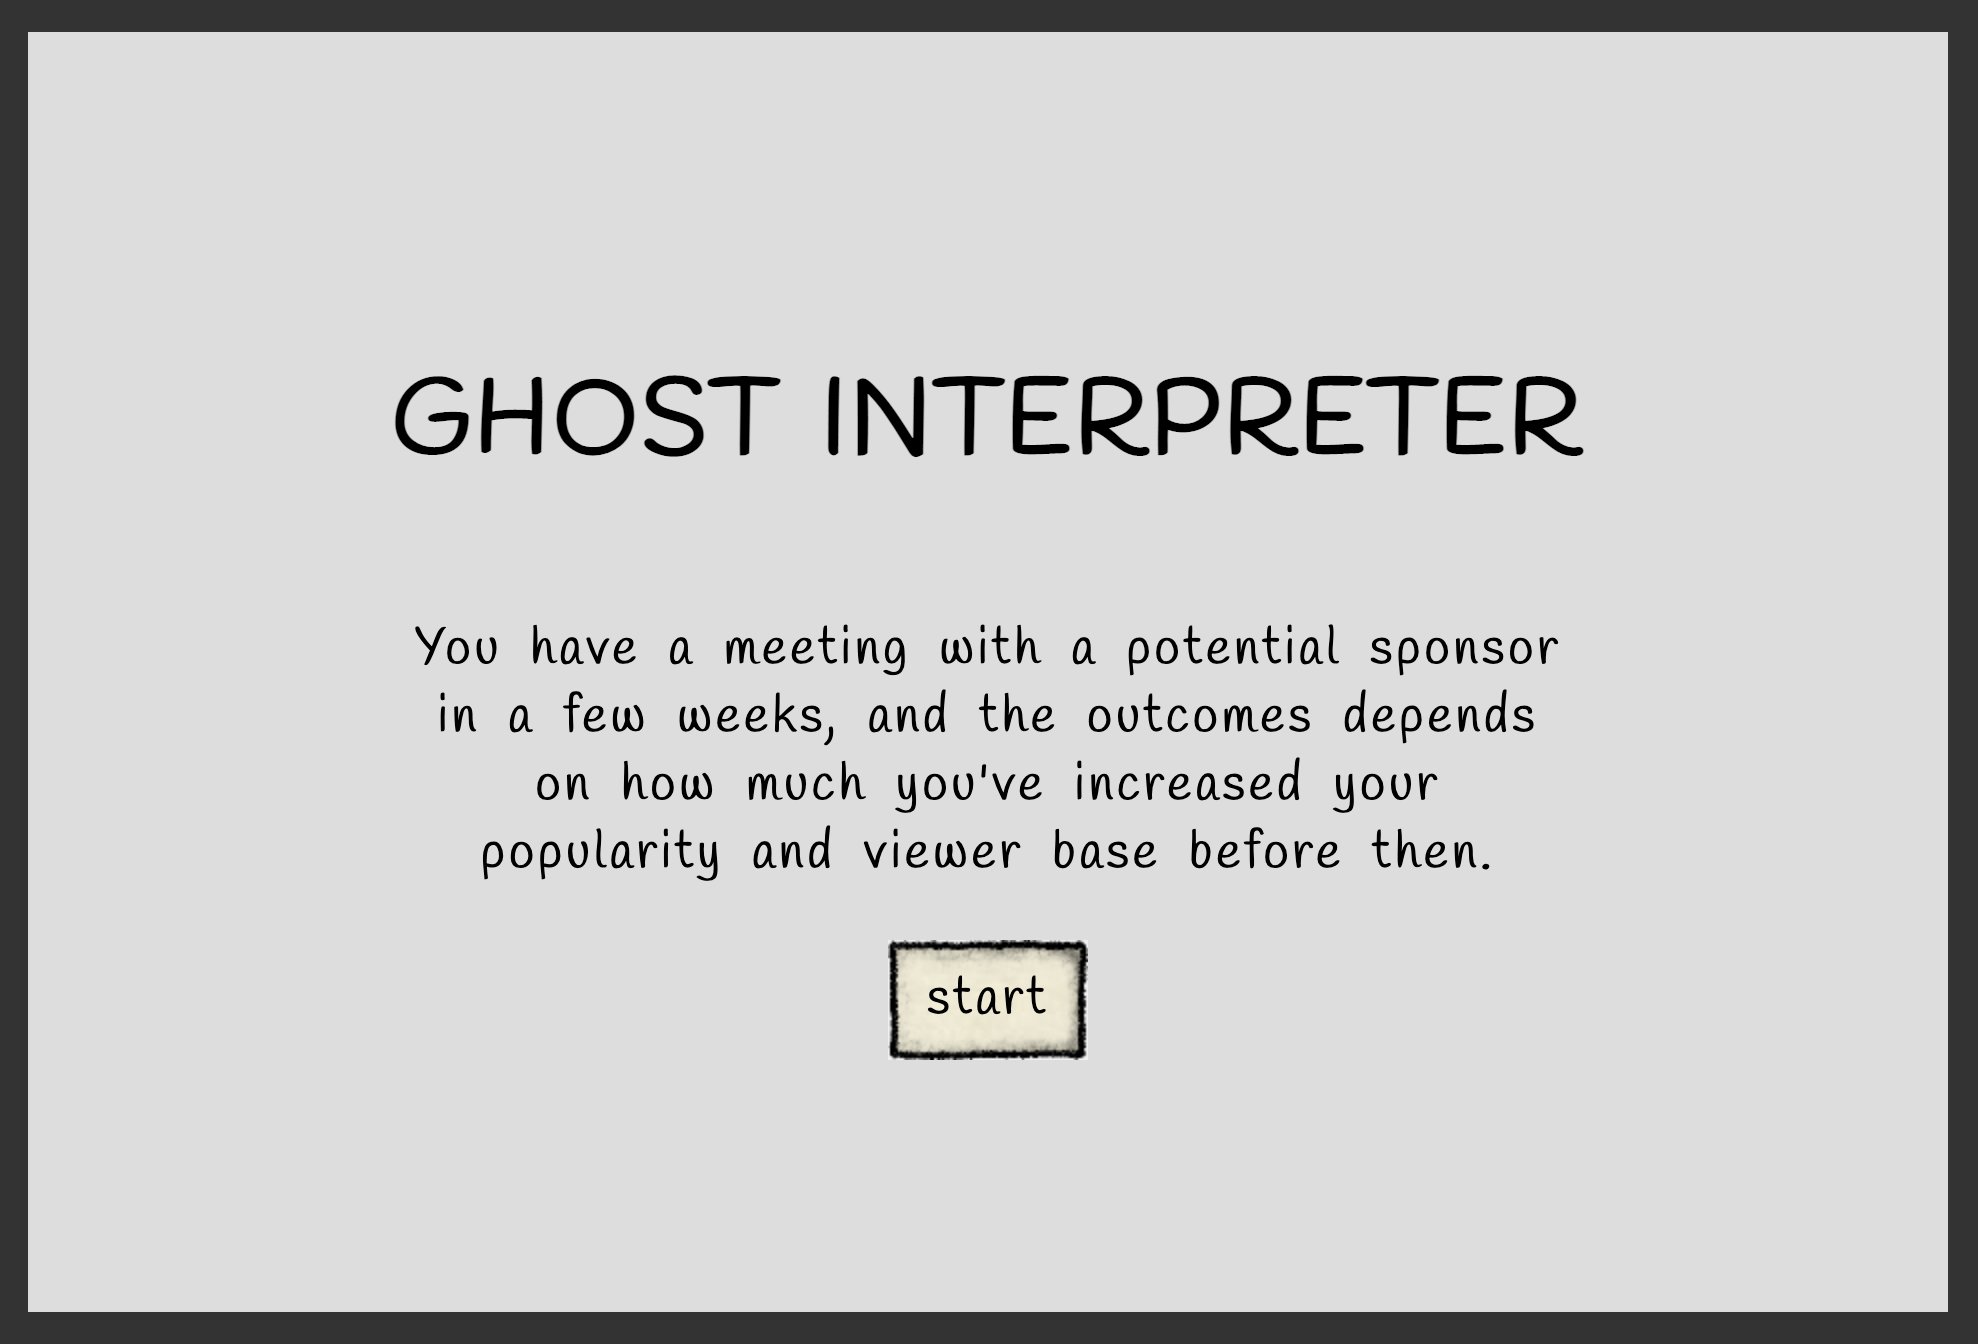 GHOST INTERPRETER
You have a meeting with a potential sponsor
in a few weeks, and the outcomes depends
on how much you've increased your
popularity and viewer base before then.
start